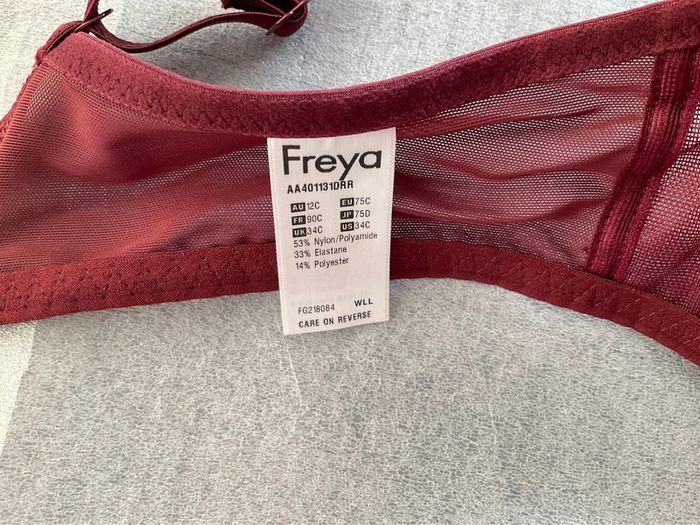 Freya
AA401131DRR
AU 12C EU 75C
FR 90C JP 75D
UK 34C US 34C
53% Nylon/Polyamide
33% Elastane
14% Polyester
FG218084 WLL
CARE ON REVERSE